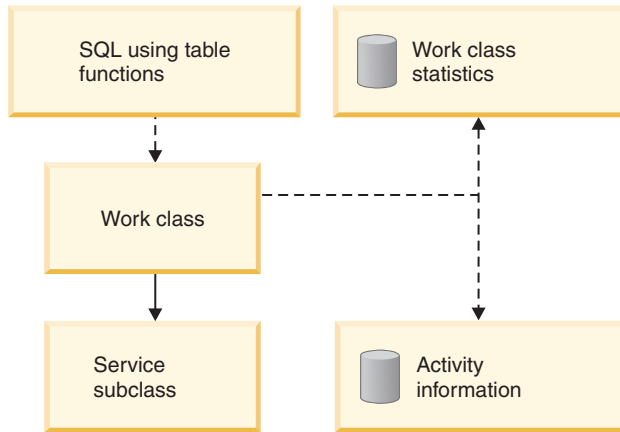 SQL using table
functions
Work class
statistics
Work class
Service
subclass
Activity
information